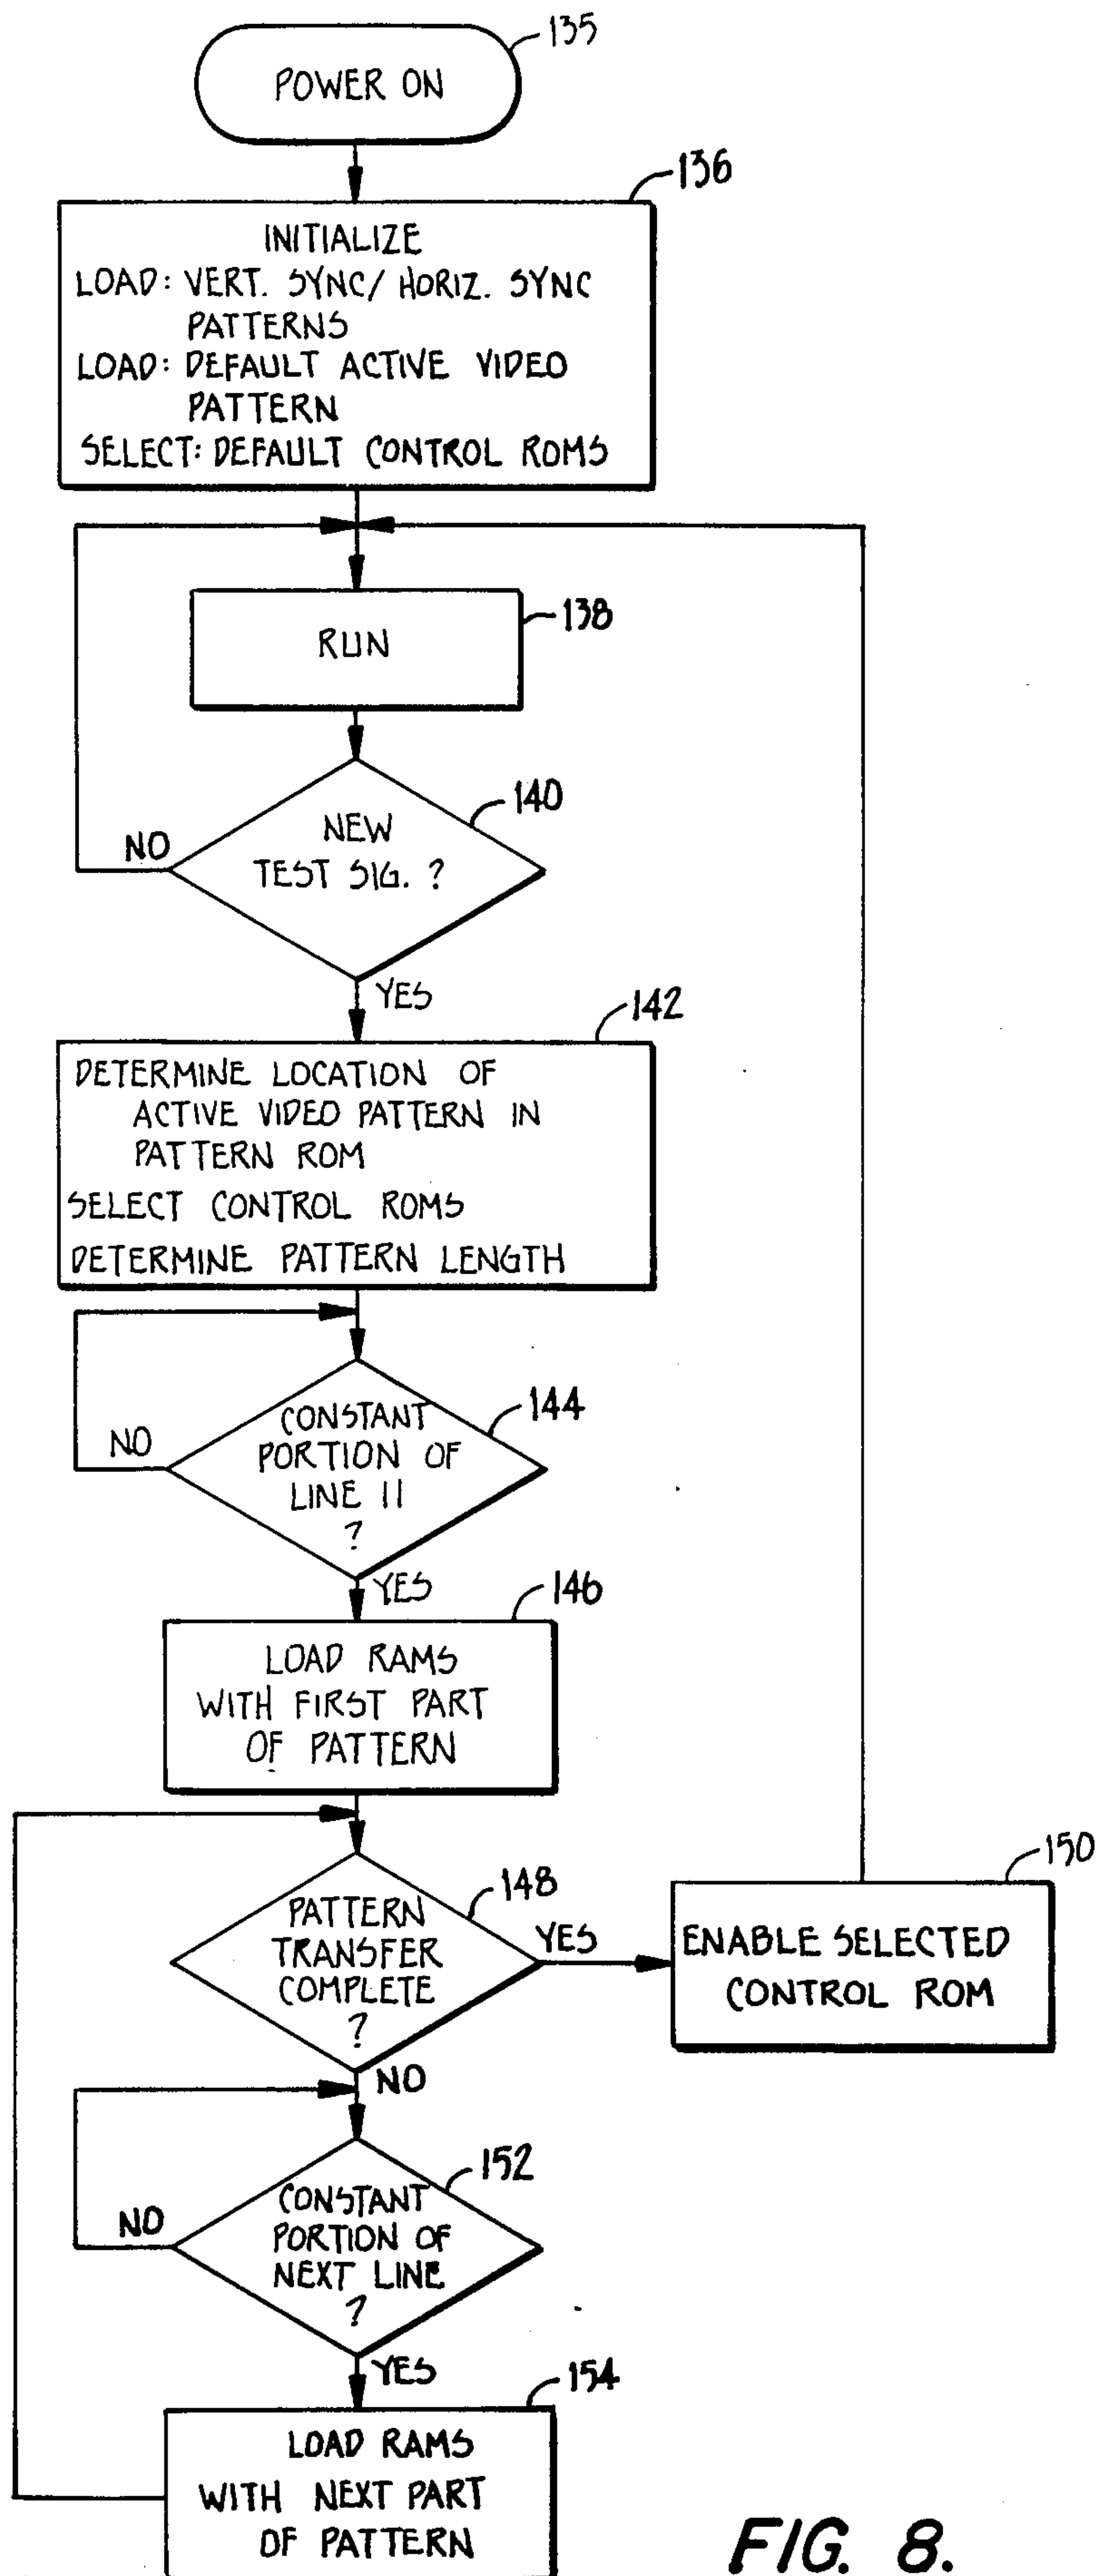 135
POWER ON
136
INITIALIZE
LOAD: VERT. SYNC/ HORIZ. SYNC
PATTERNS
LOAD: DEFAULT ACTIVE VIDEO
PATTERN
SELECT: DEFAULT CONTROL ROMS
138
RUN
140
NEW
TEST SIG. ?
NO
YES
142
DETERMINE LOCATION OF
ACTIVE VIDEO PATTERN IN
PATTERN ROM
SELECT CONTROL ROMS
DETERMINE PATTERN LENGTH
144
CONSTANT
PORTION OF
LINE 11
?
NO
YES
146
LOAD RAMS
WITH FIRST PART
OF PATTERN
148
PATTERN
TRANSFER
COMPLETE
?
YES
150
ENABLE SELECTED
CONTROL ROM
NO
152
CONSTANT
PORTION OF
NEXT LINE
?
NO
YES
154
LOAD RAMS
WITH NEXT PART
OF PATTERN
FIG. 8.